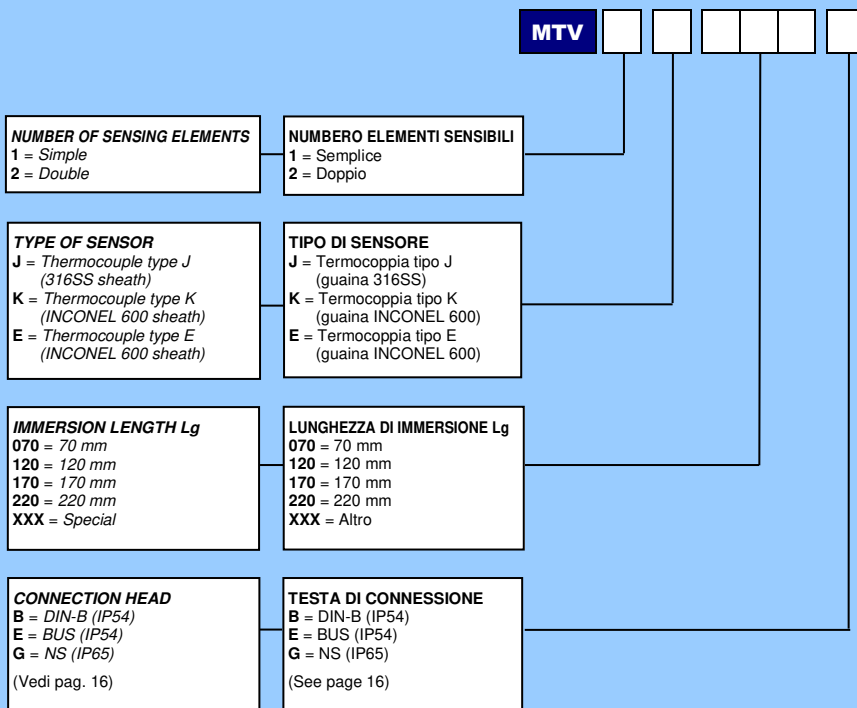 MTV
NUMBER OF SENSING ELEMENTS
1 = Simple
2 = Double
NUMBERO ELEMENTI SENSIBILI
1 = Semplice
2 = Doppio
TYPE OF SENSOR
J = Thermocouple type J
(316SS sheath)
K = Thermocouple type K
(INCONEL 600 sheath)
E = Thermocouple type E
(INCONEL 600 sheath)
TIPO DI SENSORE
J = Termocoppia tipo J
(guaina 316SS)
K = Termocoppia tipo K
(guaina INCONEL 600)
E = Termocoppia tipo E
(guaina INCONEL 600)
IMMERSION LENGTH Lg
070 = 70 mm
120 = 120 mm
170 = 170 mm
220 = 220 mm
XXX = Special
LUNGHEZZA DI IMMERSIONE Lg
070 = 70 mm
120 = 120 mm
170 = 170 mm
220 = 220 mm
XXX = Altro
CONNECTION HEAD
B = DIN-B (IP54)
E = BUS (IP54)
G = NS (IP65)
(Vedi pag. 16)
TESTA DI CONNESSIONE
B = DIN-B (IP54)
E = BUS (IP54)
G = NS (IP65)
(See page 16)